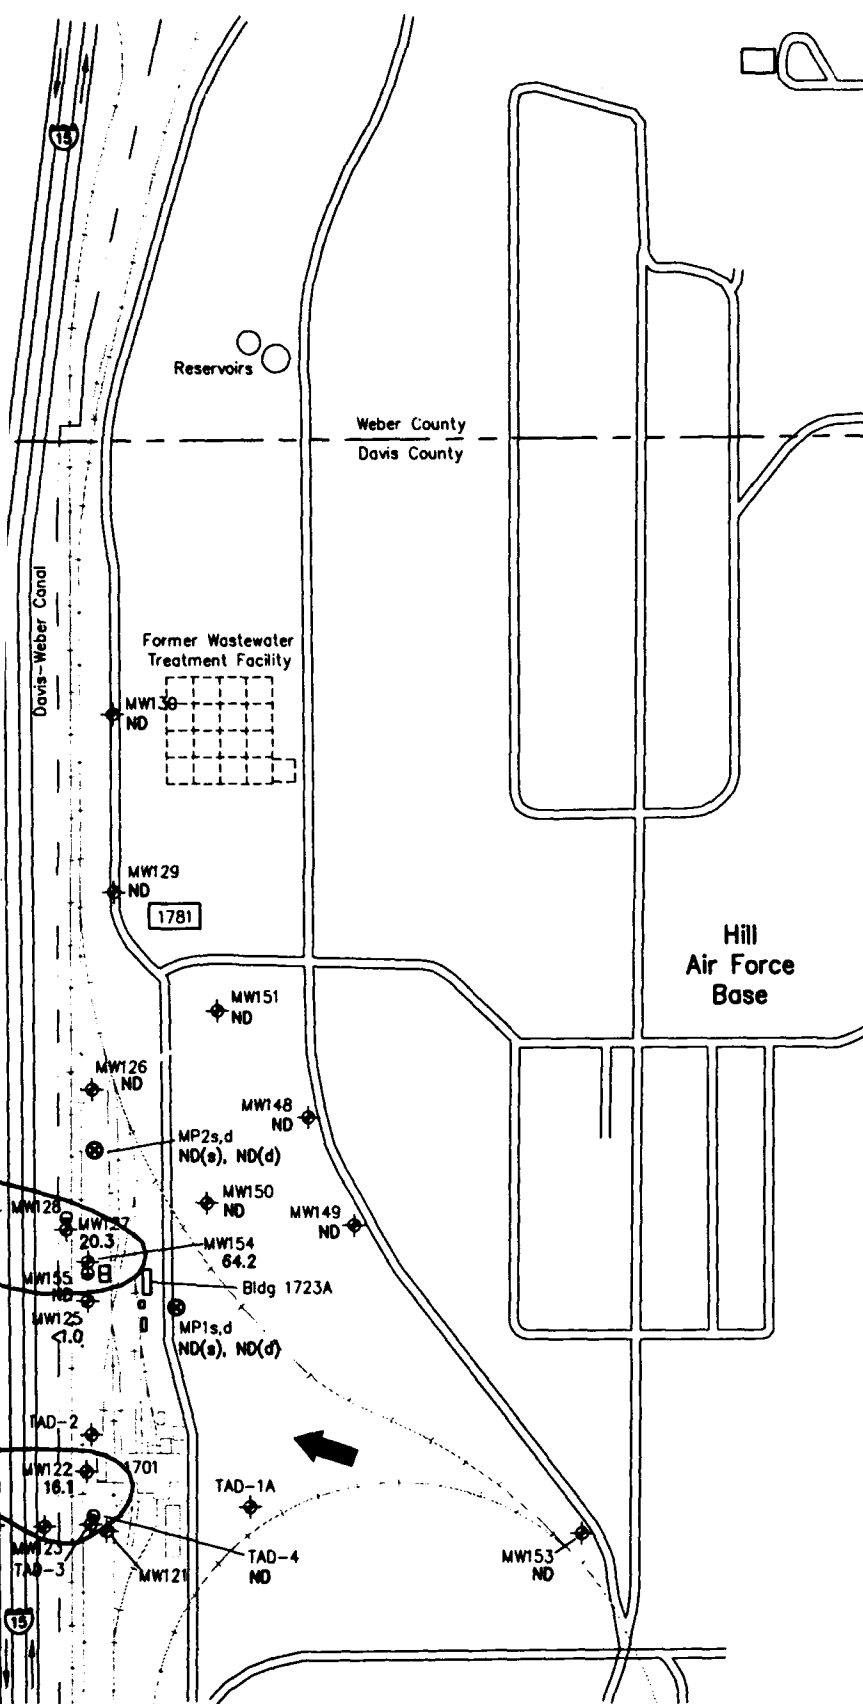 15
Reservoirs
Weber County
Davis County
Davis-Weber Canal
Former Wastewater
Treatment Facility
MW130
ND
MW129
ND
1781
Hill
Air Force
Base
MW151
ND
MW126
ND
MW148
ND
MP2s,d
ND(s), ND(d)
MW150
ND
MW149
ND
MW128
MW127
20.3
MW154
64.2
MW155
ND
Bldg 1723A
MW125
<1.0
MP1s,d
ND(s), ND(d)
TAD-2
MW122
16.1
1701
TAD-1A
MW123
TAD-3
MW121
TAD-4
ND
MW153
ND
15